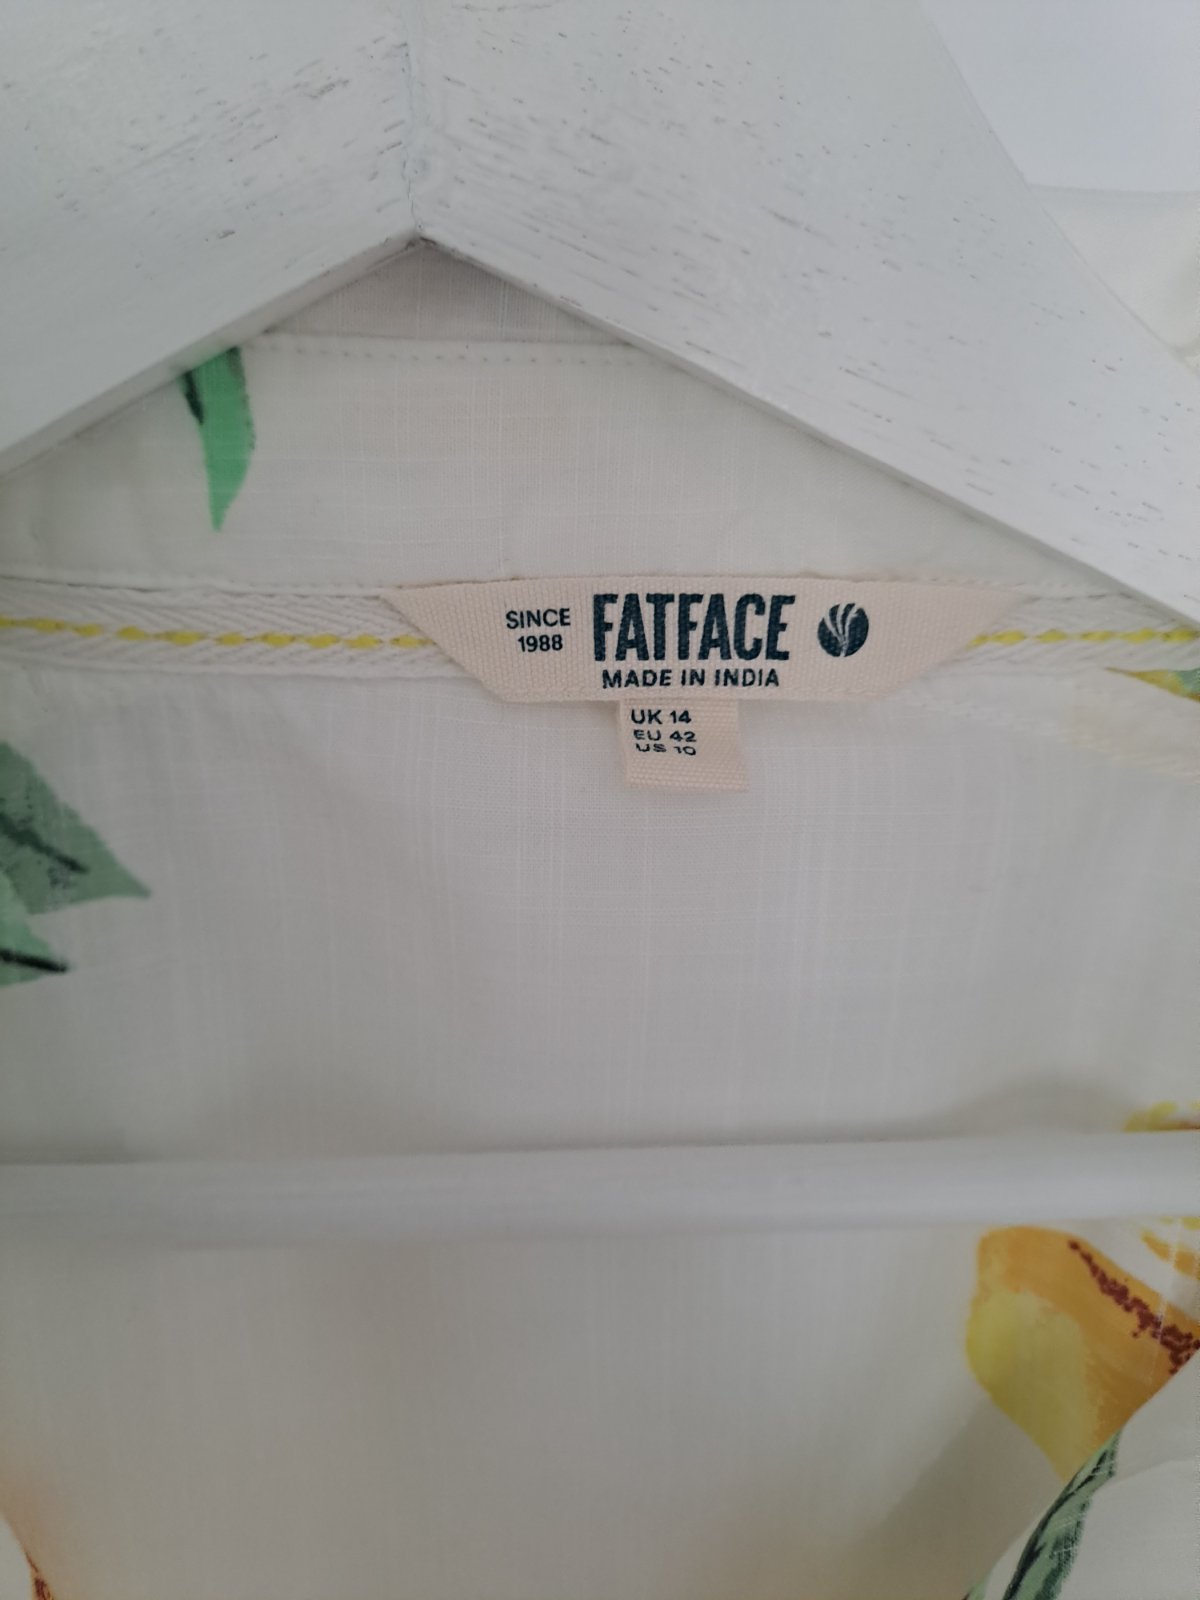 SINCE
1988
FATFACE
MADE IN INDIA
UK 14
EU 42
US 10